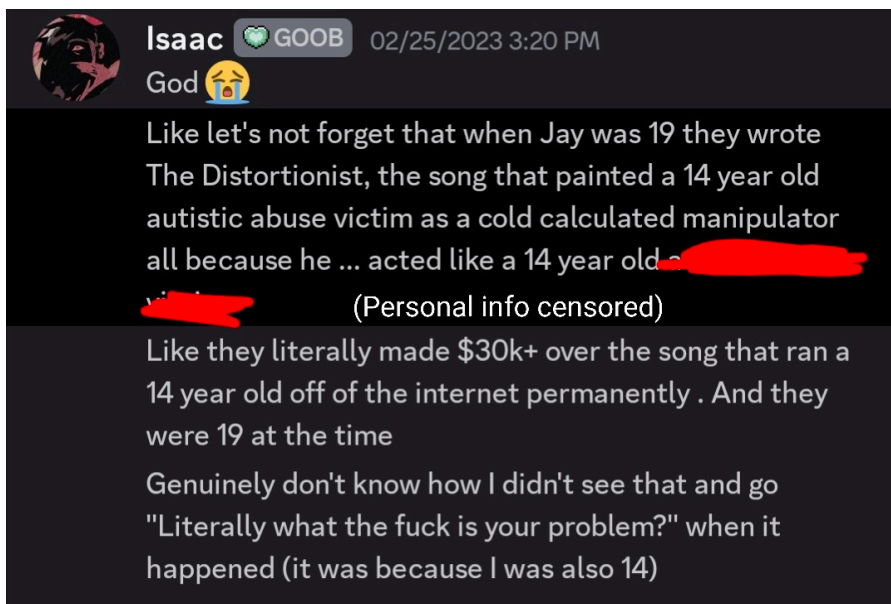 Isaac GOOB 02/25/2023 3:20 PM
God 😭
Like let's not forget that when Jay was 19 they wrote
The Distortionist, the song that painted a 14 year old
autistic abuse victim as a cold calculated manipulator
all because he ... acted like a 14 year old
(Personal info censored)
Like they literally made $30k+ over the song that ran a
14 year old off of the internet permanently . And they
were 19 at the time
Genuinely don't know how I didn't see that and go
"Literally what the fuck is your problem?" when it
happened (it was because I was also 14)